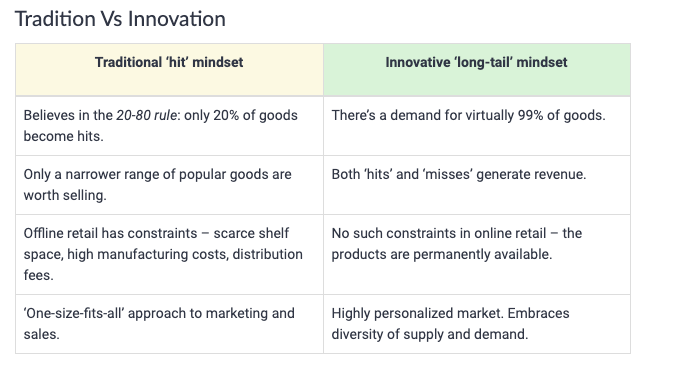 Tradition Vs Innovation
Traditional ‘hit’ mindset
Innovative ‘long-tail’ mindset
Believes in the 20-80 rule: only 20% of goods
become hits.
There’s a demand for virtually 99% of goods.
Only a narrower range of popular goods are
worth selling.
Both ‘hits’ and ‘misses’ generate revenue.
Offline retail has constraints – scarce shelf
space, high manufacturing costs, distribution
fees.
No such constraints in online retail – the
products are permanently available.
‘One-size-fits-all’ approach to marketing and
sales.
Highly personalized market. Embraces
diversity of supply and demand.